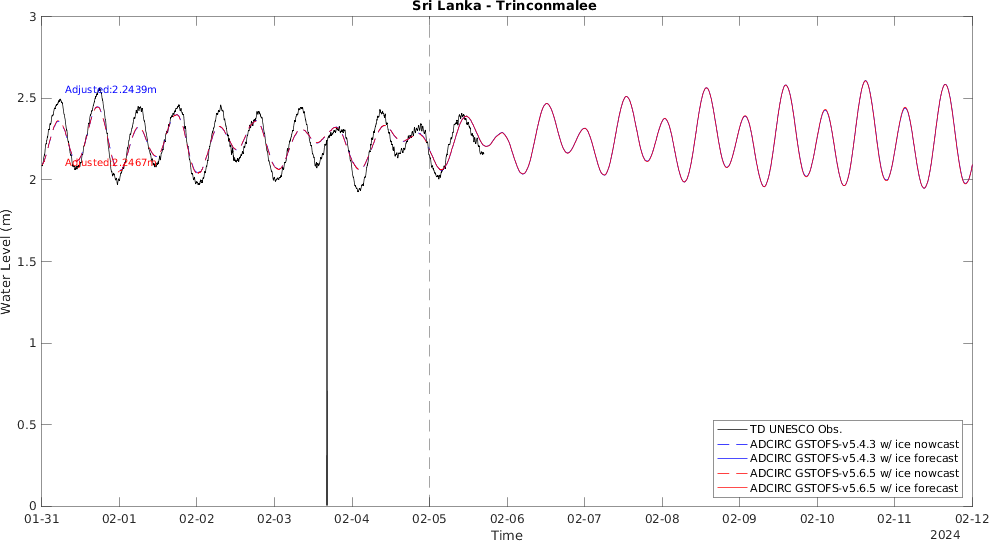 Sri Lanka - Trinconmalee
3
2.5
2
1.5
1
0.5
0
Water Level (m)
Adjusted:2.2439m
Adjusted:2.2467m
TD UNESCO Obs.
ADCIRC GSTOFS-v5.4.3 w/ ice nowcast
ADCIRC GSTOFS-v5.4.3 w/ ice forecast
ADCIRC GSTOFS-v5.6.5 w/ ice nowcast
ADCIRC GSTOFS-v5.6.5 w/ ice forecast
01-31 02-01 02-02 02-03 02-04 02-05 02-06 02-07 02-08 02-09 02-10 02-11 02-12
Time
2024